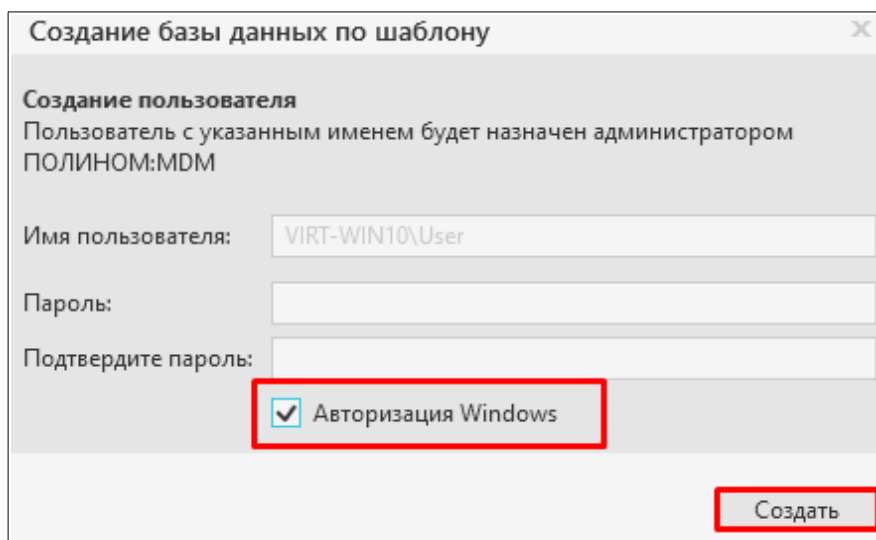 Создание базы данных по шаблону
Создание пользователя
Пользователь с указанным именем будет назначен администратором
ПОЛИНОМ:MDM
Имя пользователя: VIRT-WIN10\User
Пароль:
Подтвердите пароль:
Авторизация Windows
Создать